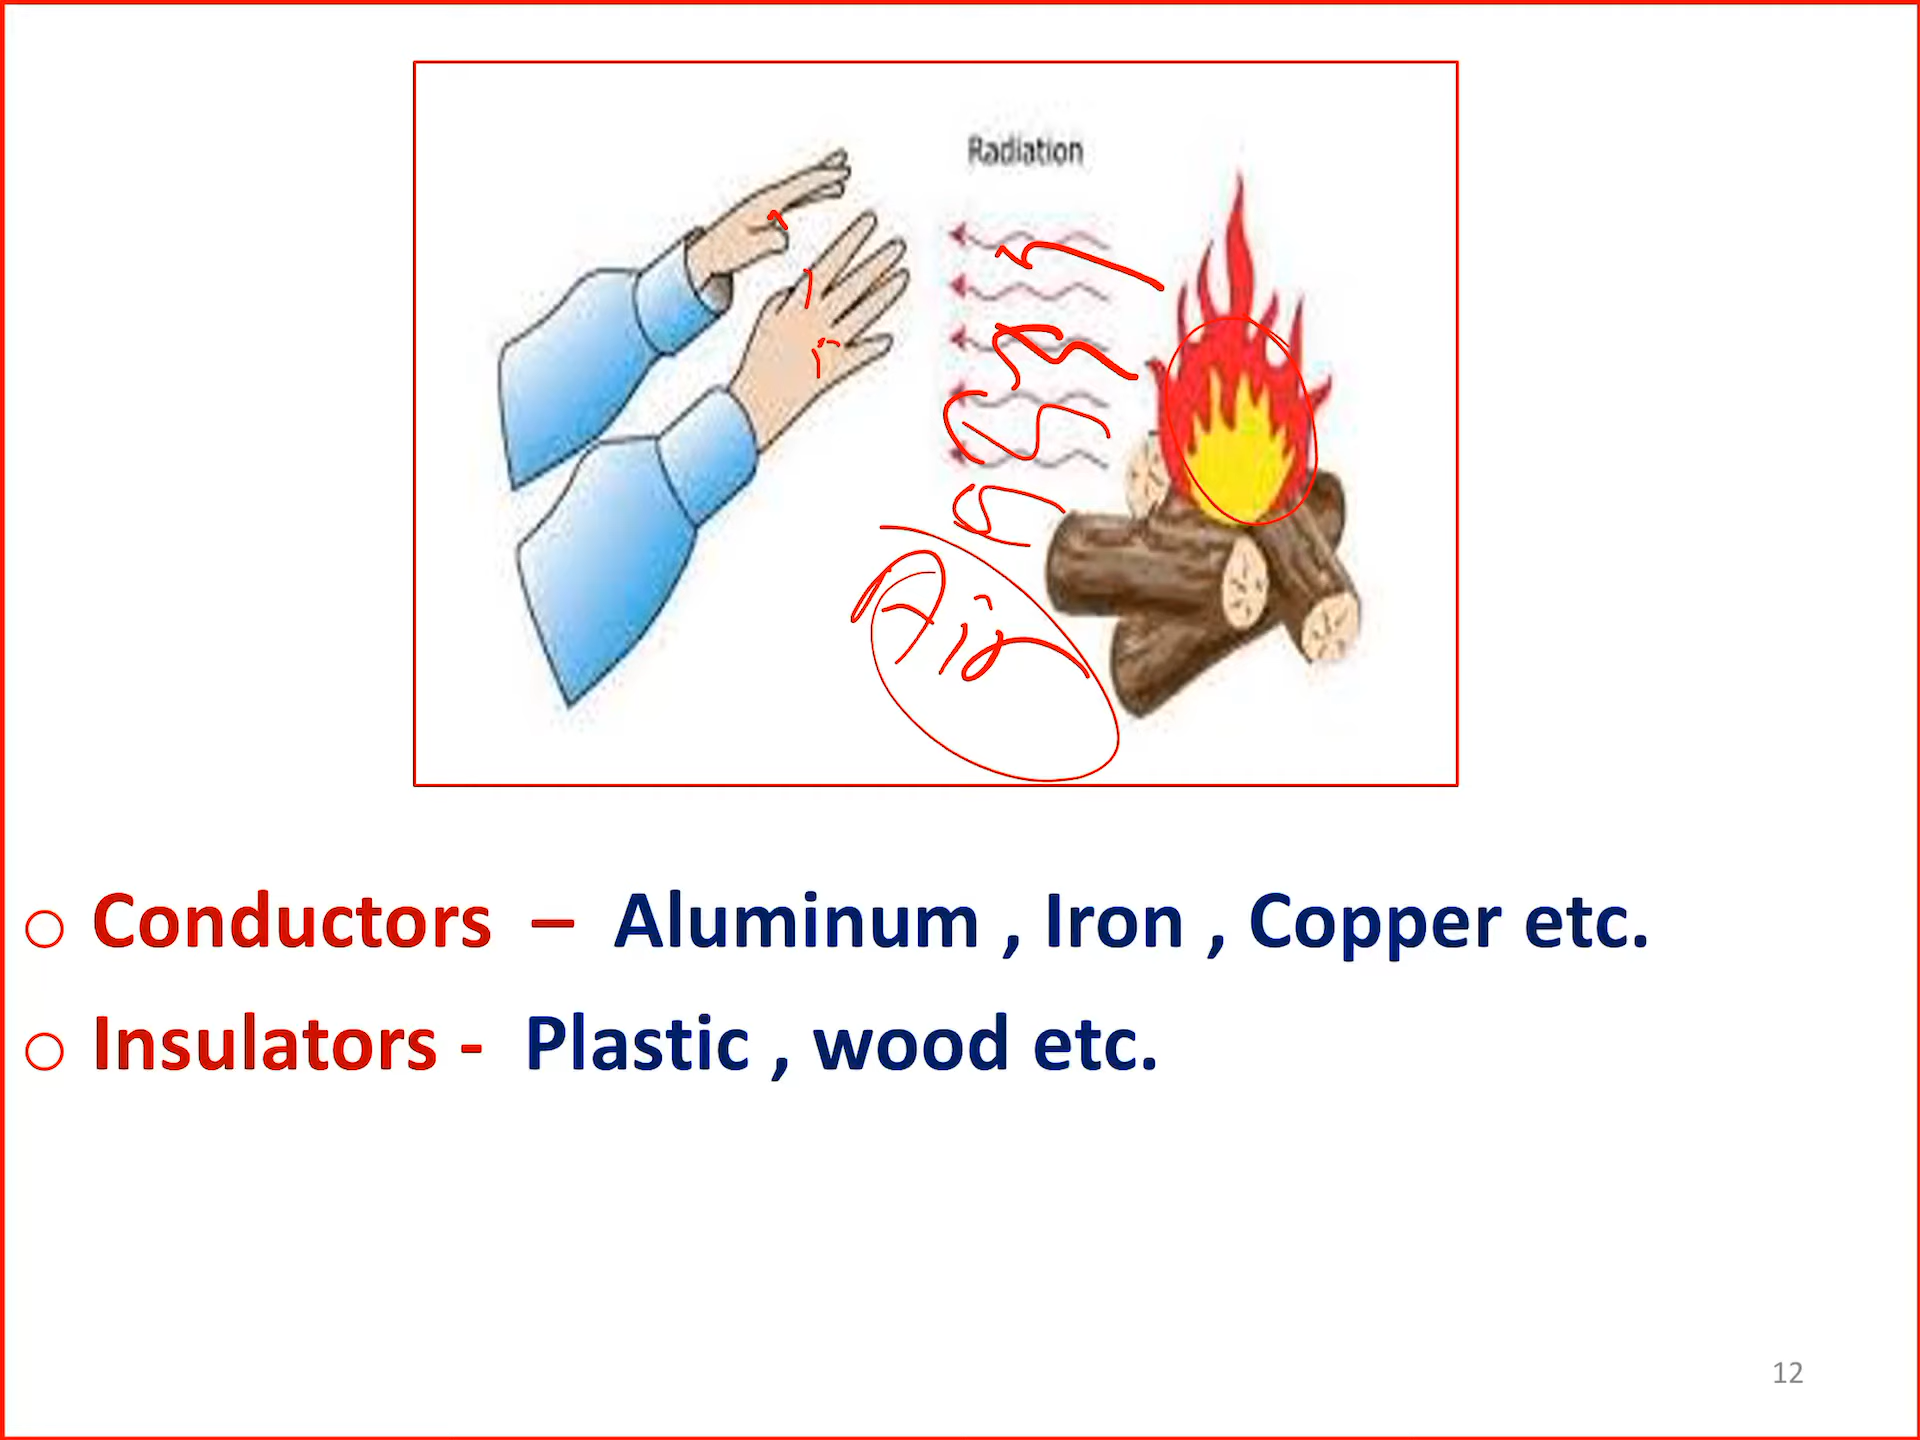 Radiation
Air
o Conductors – Aluminum , Iron , Copper etc.
o Insulators - Plastic , wood etc.
12